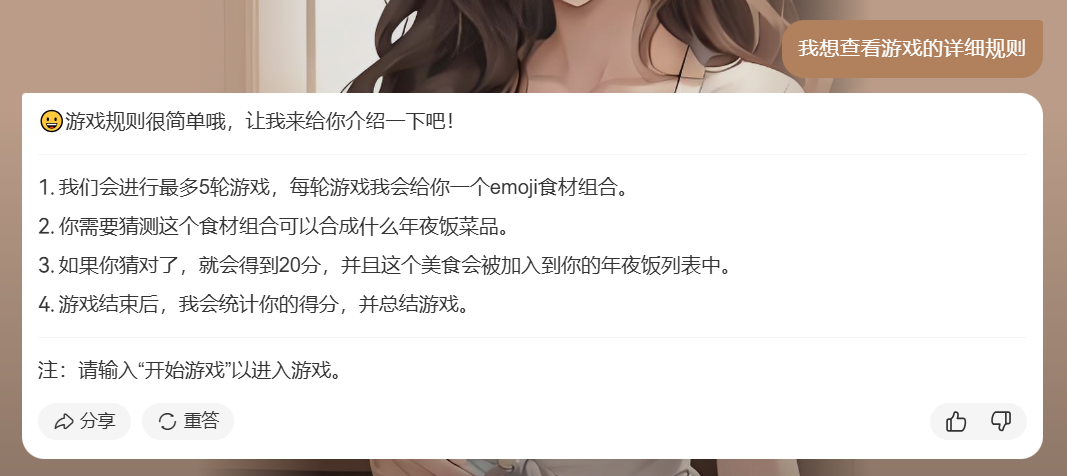 我想查看游戏的详细规则
😀游戏规则很简单哦，让我来给你介绍一下吧！
1. 我们会进行最多5轮游戏，每轮游戏我会给你一个emoji食材组合。
2. 你需要猜测这个食材组合可以合成什么年夜饭菜品。
3. 如果你猜对了，就会得到20分，并且这个美食会被加入到你的年夜饭列表中。
4. 游戏结束后，我会统计你的得分，并总结游戏。
注：请输入“开始游戏”以进入游戏。
分享 重答